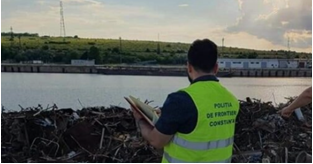 POLIȚIA
DE FRONTIERĂ
CONSTANȚA